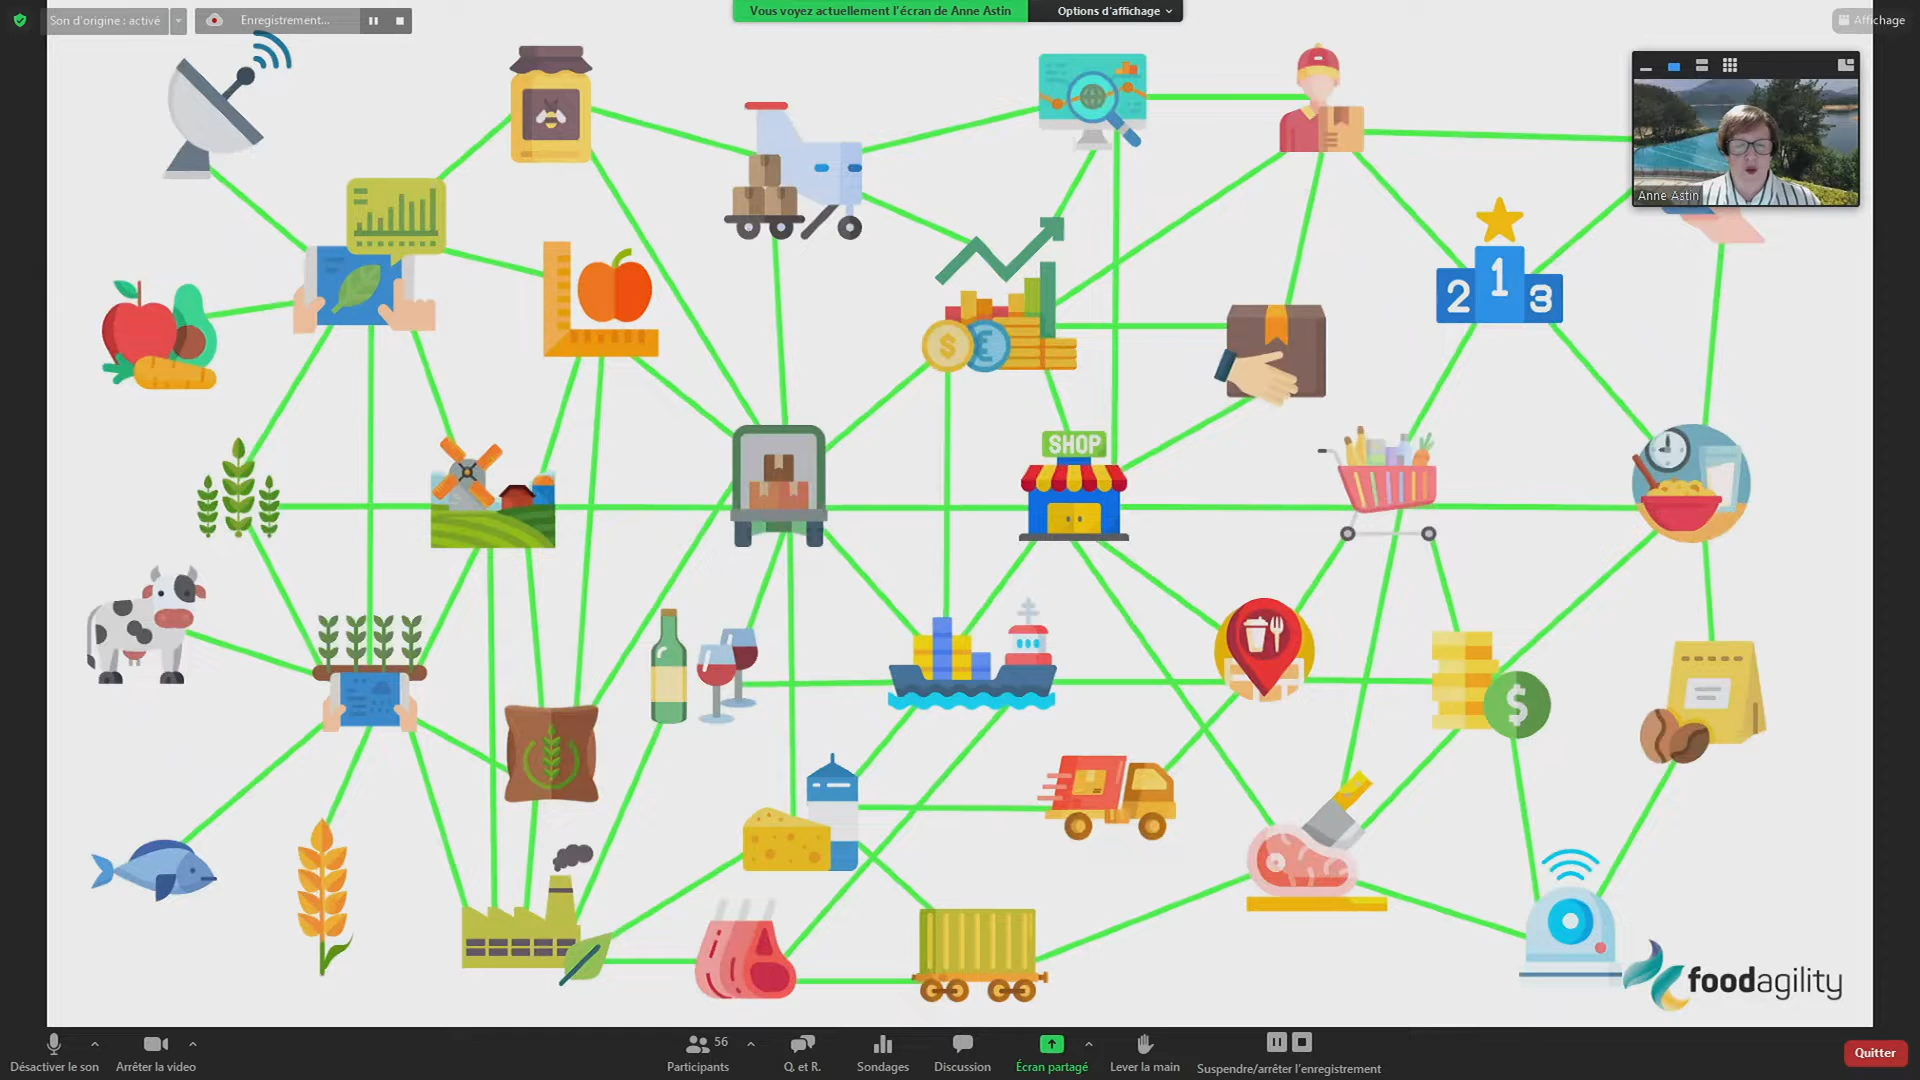 Son d'origine : activé
Enregistrement...
Vous voyez actuellement l'écran de Anne Astin
Options d'affichage
Affichage
Anne Astin
2 1 3
$ £
SHOP
$
foodagility
56
Désactiver le son
Arrêter la video
Participants
Q. et R.
Sondages
Discussion
Écran partagé
Lever la main
Suspendre/arrêter l'enregistrement
Quitter